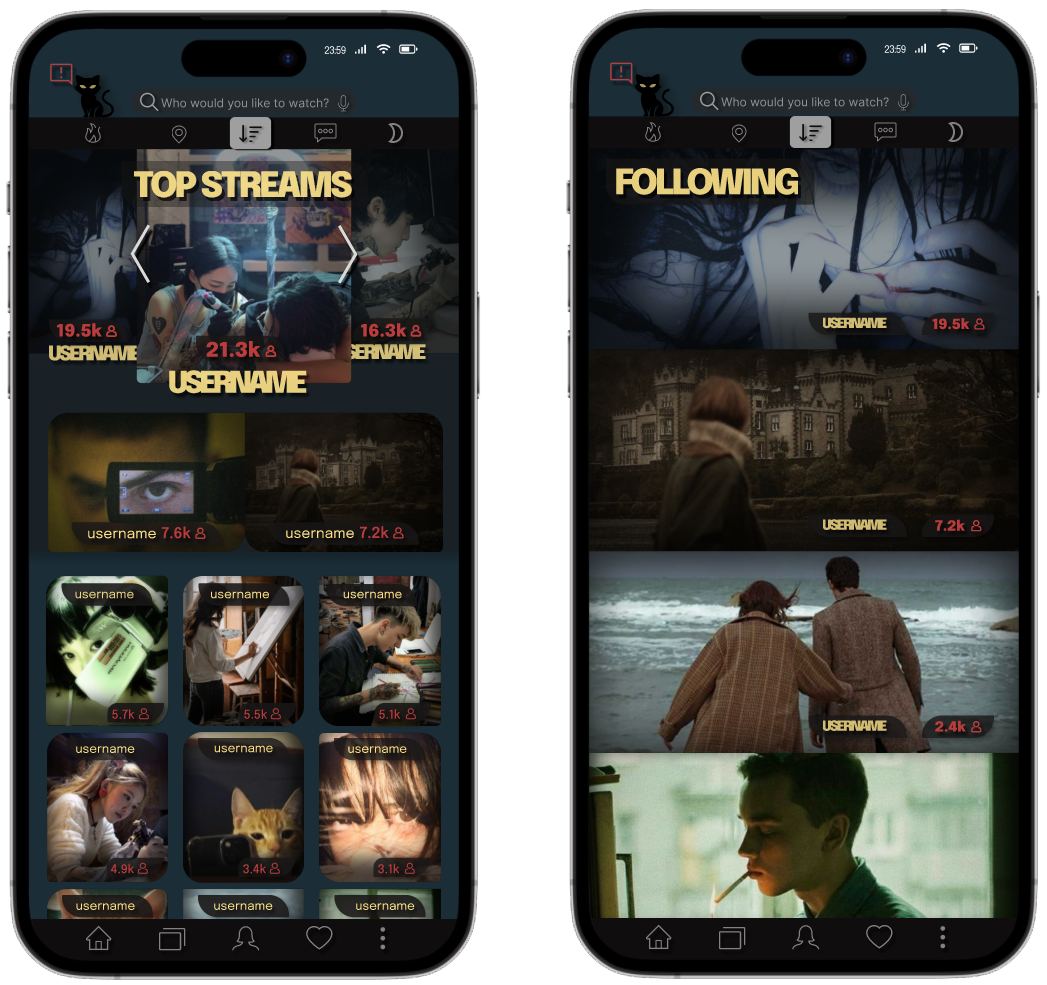 23:59
!
Who would you like to watch?
TOP STREAMS
19.5k
USERNAME
21.3k
USERNAME
16.3k
SERNAME
username 7.6k
username 7.2k
username
username
username
5.7k
5.5k
5.1k
username
username
username
4.9k
3.4k
3.1k
username
username
username
23:59
!
Who would you like to watch?
FOLLOWING
USERNAME 19.5k
USERNAME 7.2k
USERNAME 2.4k